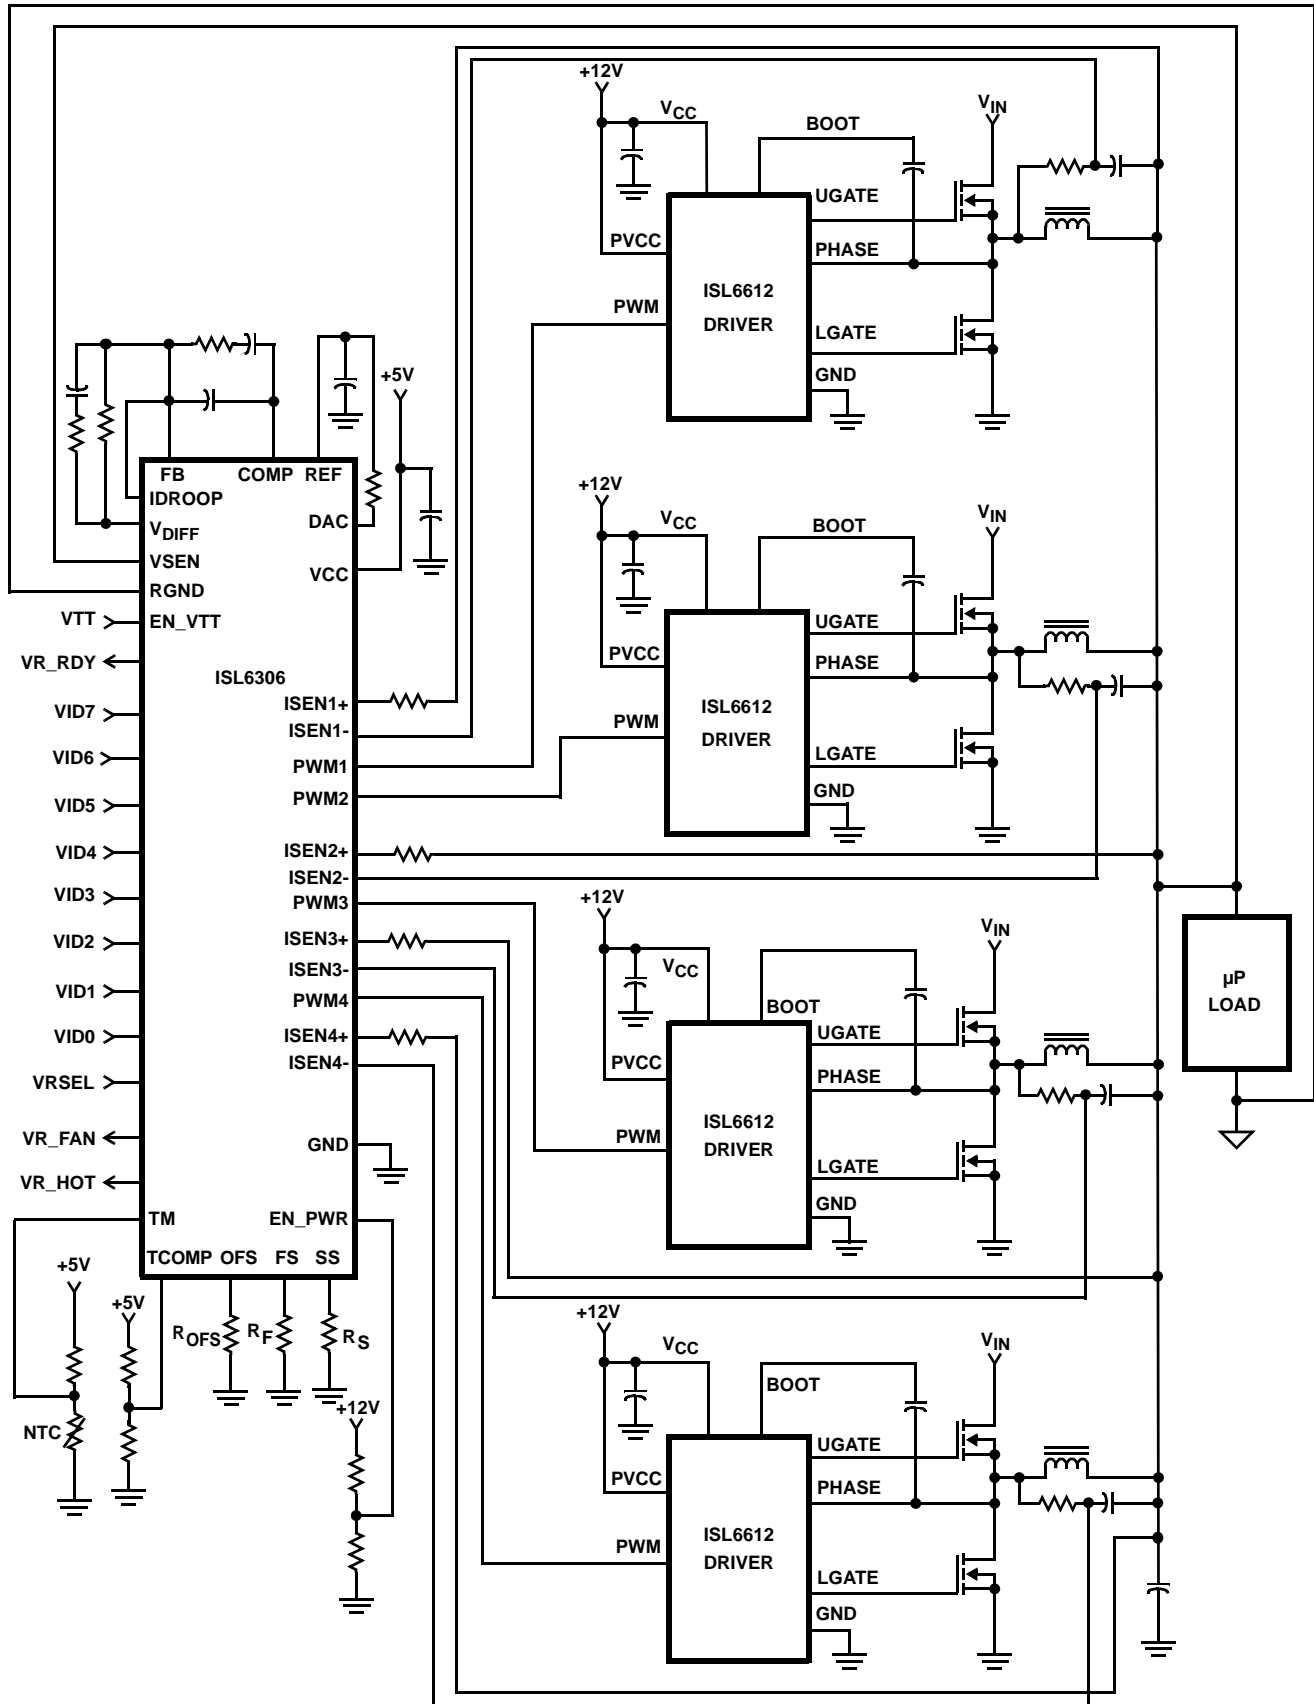 +12V
VCC
BOOT
VIN
UGATE
PVCC
PHASE
ISL6612
DRIVER
PWM
LGATE
GND
+5V
FB
COMP
REF
IDROOP
VDIFF
DAC
VSEN
VCC
RGND
VTT
EN_VTT
VR_RDY
ISL6306
ISEN1+
VID7
ISEN1-
VID6
PWM1
PWM2
VID5
VID4
ISEN2+
ISEN2-
VID3
PWM3
VID2
ISEN3+
ISEN3-
VID1
PWM4
VID0
ISEN4+
ISEN4-
VRSEL
VR_FAN
GND
VR_HOT
TM
EN_PWR
TCOMP
OFS
FS
SS
+5V
+5V
ROFS
RF
RS
NTC
+12V
+12V
VCC
BOOT
VIN
UGATE
PVCC
PHASE
ISL6612
DRIVER
PWM
LGATE
GND
+12V
VCC
BOOT
VIN
UGATE
PVCC
PHASE
ISL6612
DRIVER
PWM
LGATE
GND
µP
LOAD
+12V
VCC
BOOT
VIN
UGATE
PVCC
PHASE
ISL6612
DRIVER
PWM
LGATE
GND